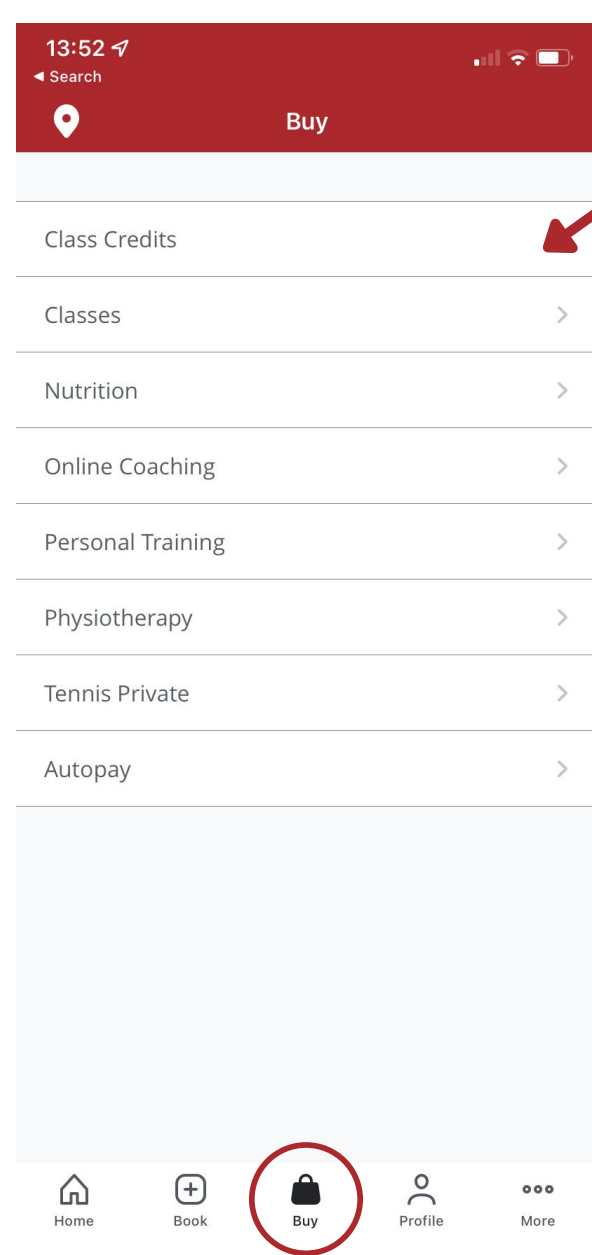 13:52
◀ Search
Buy
Class Credits
Classes
Nutrition
Online Coaching
Personal Training
Physiotherapy
Tennis Private
Autopay
Home
Book
Buy
Profile
More